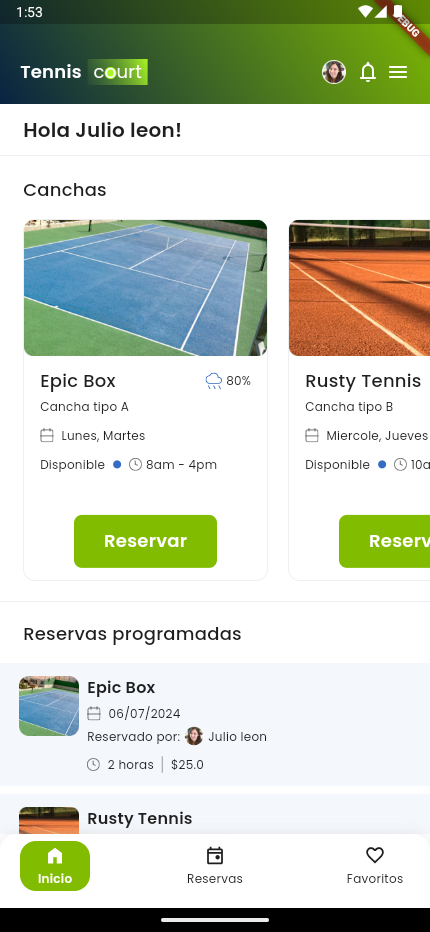 1:53
DEBUG
Tennis court
Hola Julio leon!
Canchas
Epic Box 80%
Cancha tipo A
Lunes, Martes
Disponible 8am - 4pm
Reservar
Rusty Tennis
Cancha tipo B
Miercole, Jueves
Disponible 10a
Reserv
Reservas programadas
Epic Box
06/07/2024
Reservado por: Julio leon
2 horas | $25.0
Rusty Tennis
Inicio Reservas Favoritos